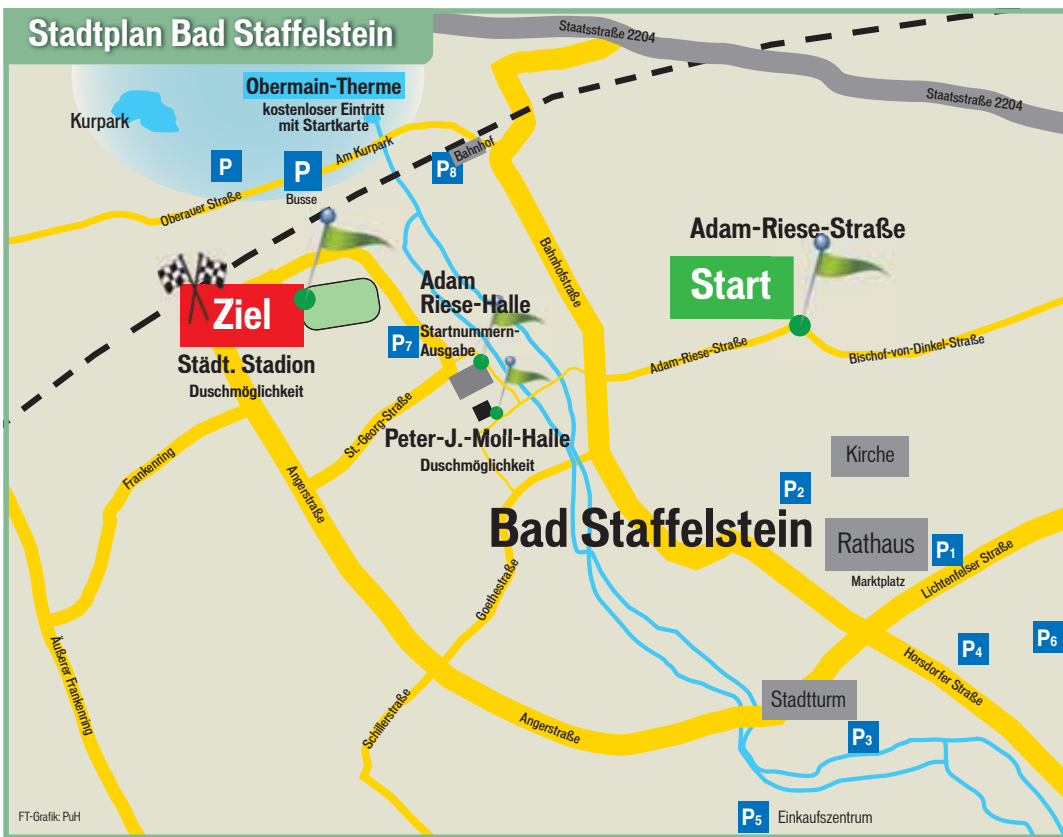 Stadtplan Bad Staffelstein
Staatsstraße 2204
Staatsstraße 2204
Obermain-Therme
kostenloser Eintritt
mit Startkarte
Kurpark
Am Kurpark
Bahnhof
P
P
Busse
P8
Oberauer Straße
Bahnhofstraße
Adam-Riese-Straße
Start
Ziel
Adam
Riese-Halle
Startnummern-
Ausgabe
P7
Städt. Stadion
Duschmöglichkeit
Adam-Riese-Straße
Bischof-von-Dinkel-Straße
St.-Georg-Straße
Peter-J.-Moll-Halle
Duschmöglichkeit
Frankenring
Angerstraße
Kirche
P2
Bad Staffelstein
Rathaus
P1
Marktplatz
Lichtenfelser Straße
Goethestraße
Äußerer Frankenring
P4
P6
Horsdorfer Straße
Schillerstraße
Stadtturm
Angerstraße
P3
P5
Einkaufszentrum
FT-Grafik: PuH